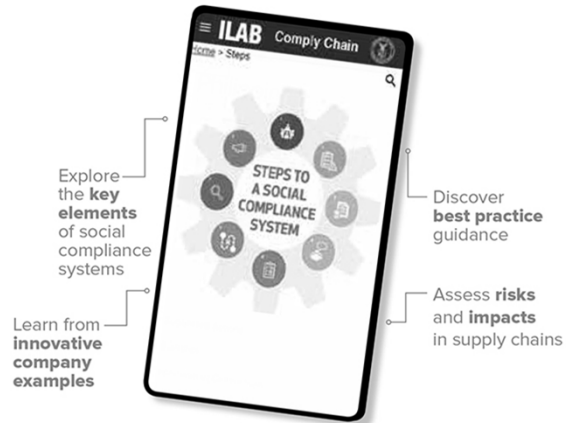 ILAB Comply Chain
Home > Steps
STEPS TO
A SOCIAL
COMPLIANCE
SYSTEM
Explore
the key
elements
of social
compliance
systems
Learn from
innovative
company
examples
Discover
best practice
guidance
Assess risks
and impacts
in supply chains